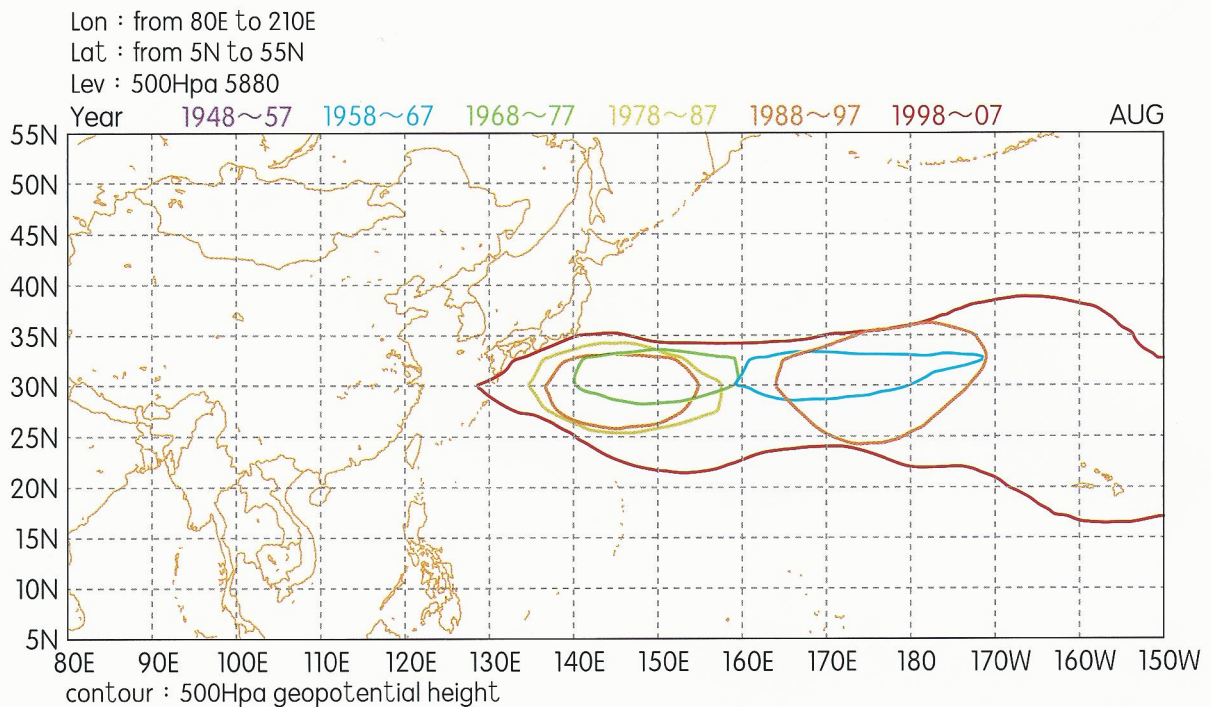 Lon : from 80E to 210E
Lat : from 5N to 55N
Lev : 500Hpa 5880
Year 1948～57 1958～67 1968～77 1978～87 1988～97 1998～07 AUG
55N
50N
45N
40N
35N
30N
25N
20N
15N
10N
5N
80E 90E 100E 110E 120E 130E 140E 150E 160E 170E 180 170W 160W 150W
contour : 500Hpa geopotential height